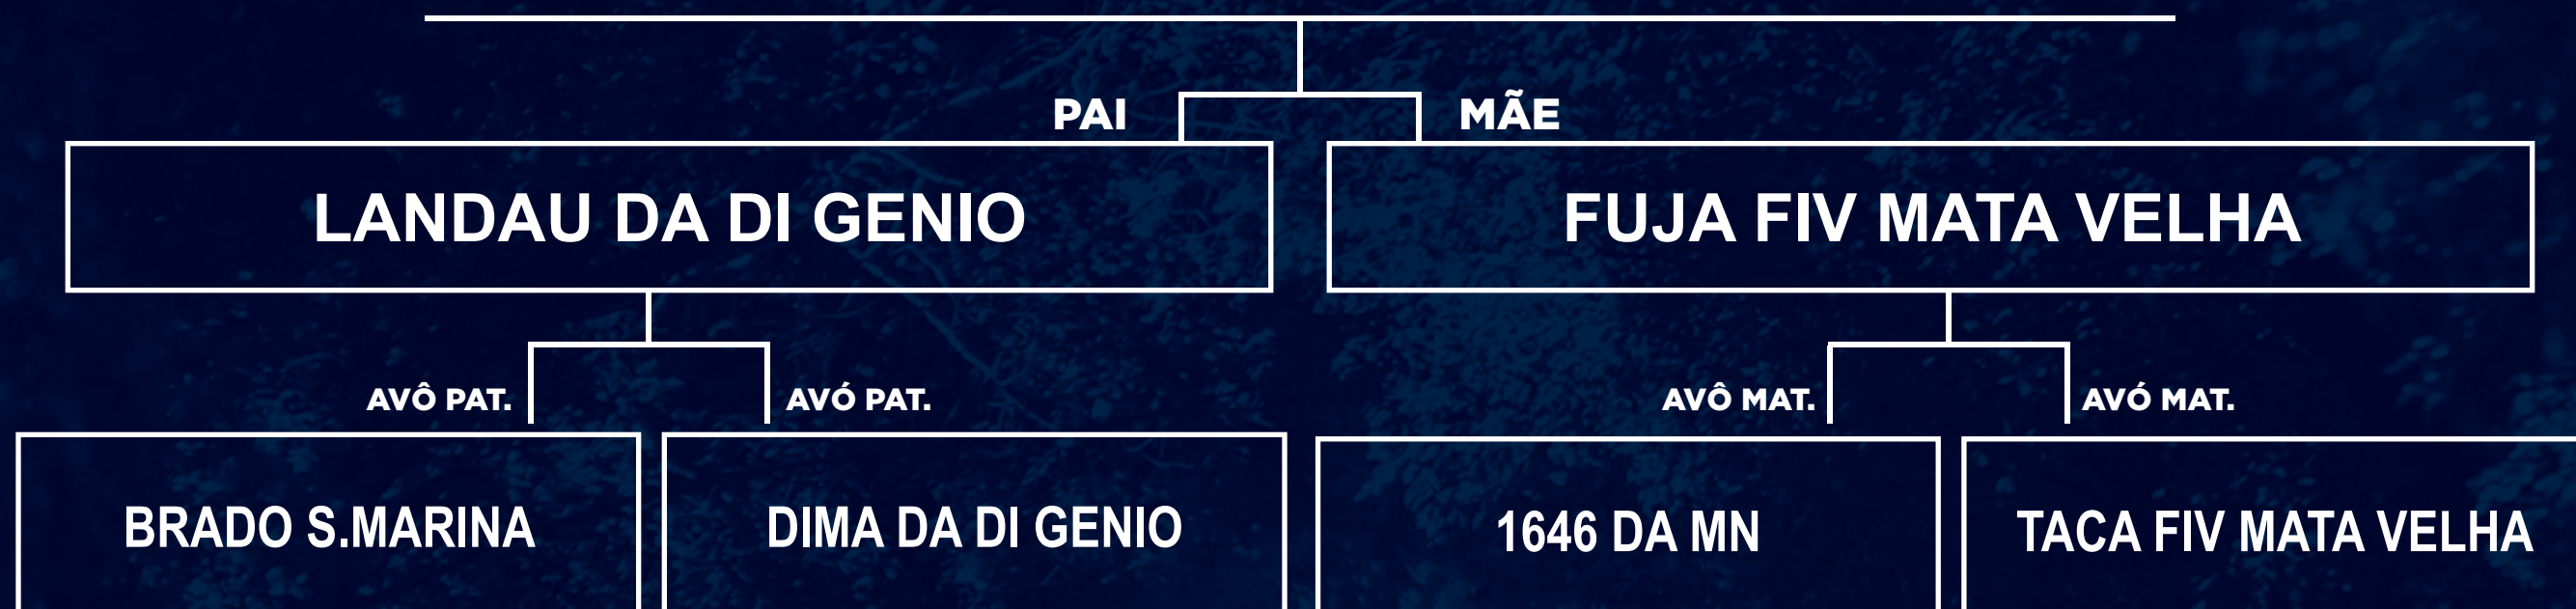 PAI
MÃE
LANDAU DA DI GENIO
FUJA FIV MATA VELHA
AVÔ PAT.
AVÓ PAT.
AVÔ MAT.
AVÓ MAT.
BRADO S.MARINA
DIMA DA DI GENIO
1646 DA MN
TACA FIV MATA VELHA